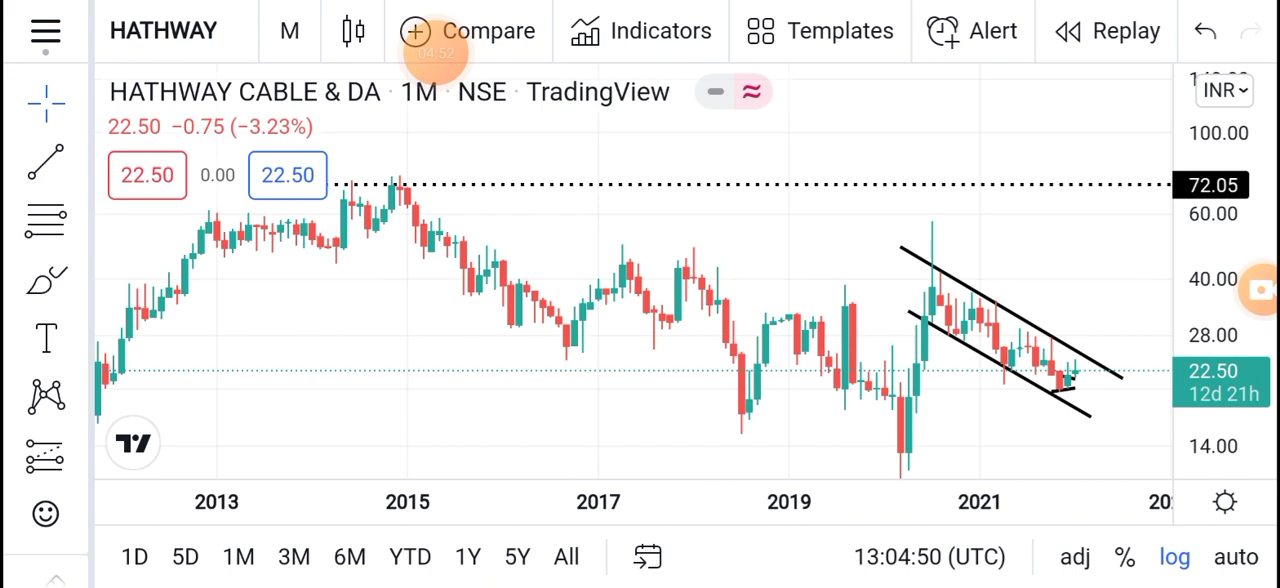 HATHWAY M Compare Indicators Templates Alert Replay
04:52
HATHWAY CABLE & DA · 1M · NSE · TradingView
INR
22.50 −0.75 (−3.23%)
100.00
22.50 0.00 22.50
72.05
60.00
40.00
28.00
22.50
12d 21h
14.00
2013 2015 2017 2019 2021
1D 5D 1M 3M 6M YTD 1Y 5Y All 13:04:50 (UTC) adj % log auto